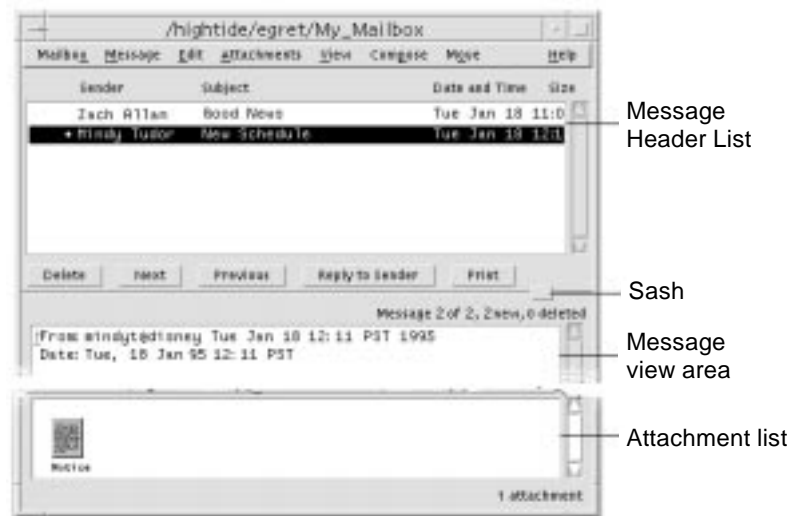 /hightide/egret/My_Mailbox
Mailbox Message Edit Attachments View Compose Move Help
Sender Subject Date and Time Size
Zach Allan Good News Tue Jan 18 11:0
Mindy Tudor New Schedule Tue Jan 18 12:1
Message
Header List
Delete Next Previous Reply to Sender Print
Sash
Message 2 of 2, 2 new, 0 deleted
From mindyt@disney Tue Jan 18 12:11 PST 1995
Date: Tue, 18 Jan 95 12:11 PST
Message
view area
Attachment list
Notice
1 attachment